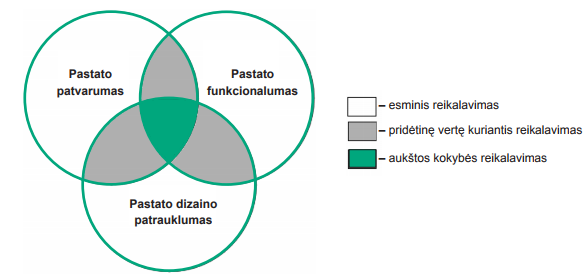 Pastato
patvarumas
Pastato
funkcionalumas
Pastato dizaino
patrauklumas
– esminis reikalavimas
– pridėtinę vertę kuriantis reikalavimas
– aukštos kokybės reikalavimas